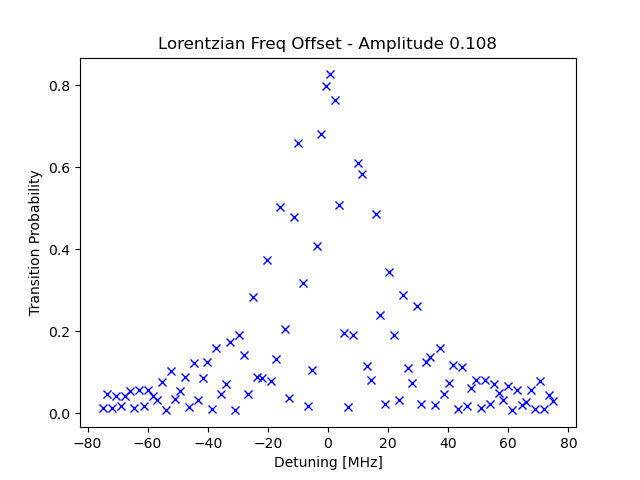 Lorentzian Freq Offset - Amplitude 0.108
Transition Probability
0.8
0.6
0.4
0.2
0.0
−80 −60 −40 −20 0 20 40 60 80
Detuning [MHz]